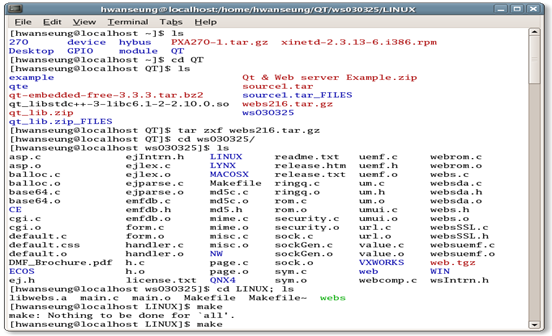 hwanseung@localhost:/home/hwanseung/QT/ws030325/LINUX
File Edit View Terminal Tabs Help
[hwanseung@localhost ~]$ ls
270 device hybus PXA270-1.tar.gz xinetd-2.3.13-6.i386.rpm
Desktop GPIO module QT
[hwanseung@localhost ~]$ cd QT
[hwanseung@localhost QT]$ ls
example Qt & Web server Example.zip
qte source1.tar
qt-embedded-free-3.3.3.tar.bz2 source1.tar_FILES
qt_libstdc++-3-libc6.1-2-2.10.0.so webs216.tar.gz
qt_lib.zip ws030325
qt_lib.zip_FILES
[hwanseung@localhost QT]$ tar zxf webs216.tar.gz
[hwanseung@localhost QT]$ cd ws030325/
[hwanseung@localhost ws030325]$ ls
asp.c ejIntrn.h LINUX readme.txt uemf.c webrom.c
asp.o ejlex.c LYNX release.htm uemf.h webrom.o
balloc.c ejlex.o MACOSX release.txt uemf.o webs.c
balloc.o ejparse.c Makefile ringq.c um.c websda.c
base64.c ejparse.o md5c.c ringq.o um.h websda.h
base64.o emfdb.c md5c.o rom.c um.o websda.o
CE emfdb.h md5.h rom.o umui.c webs.h
cgi.c emfdb.o mime.c security.c umui.o webs.o
cgi.o form.c mime.o security.o url.c websSSL.c
default.c form.o misc.c sock.c url.o websSSL.h
default.css handler.c misc.o sockGen.c value.c websuemf.c
default.o handler.o NW sockGen.o value.o websuemf.o
DMF_Brochure.pdf h.c page.c sock.o VXWORKS web.tgz
ECOS h.o page.o sym.c web WIN
ej.h license.txt QNX4 sym.o webcomp.c wsIntrn.h
[hwanseung@localhost ws030325]$ cd LINUX; ls
libwebs.a main.c main.o Makefile Makefile~ webs
[hwanseung@localhost LINUX]$ make
make: Nothing to be done for `all'.
[hwanseung@localhost LINUX]$ make